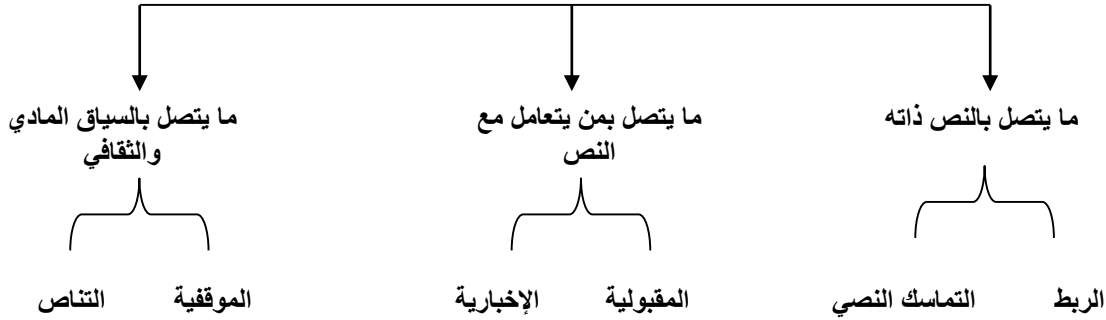 ما يتصل بالنص ذاته
ما يتصل بمن يتعامل مع
النص
ما يتصل بالسياق المادي
والثقافي
الربط
التماسك النصي
المقبولية
الإخبارية
الموقفية
التناص